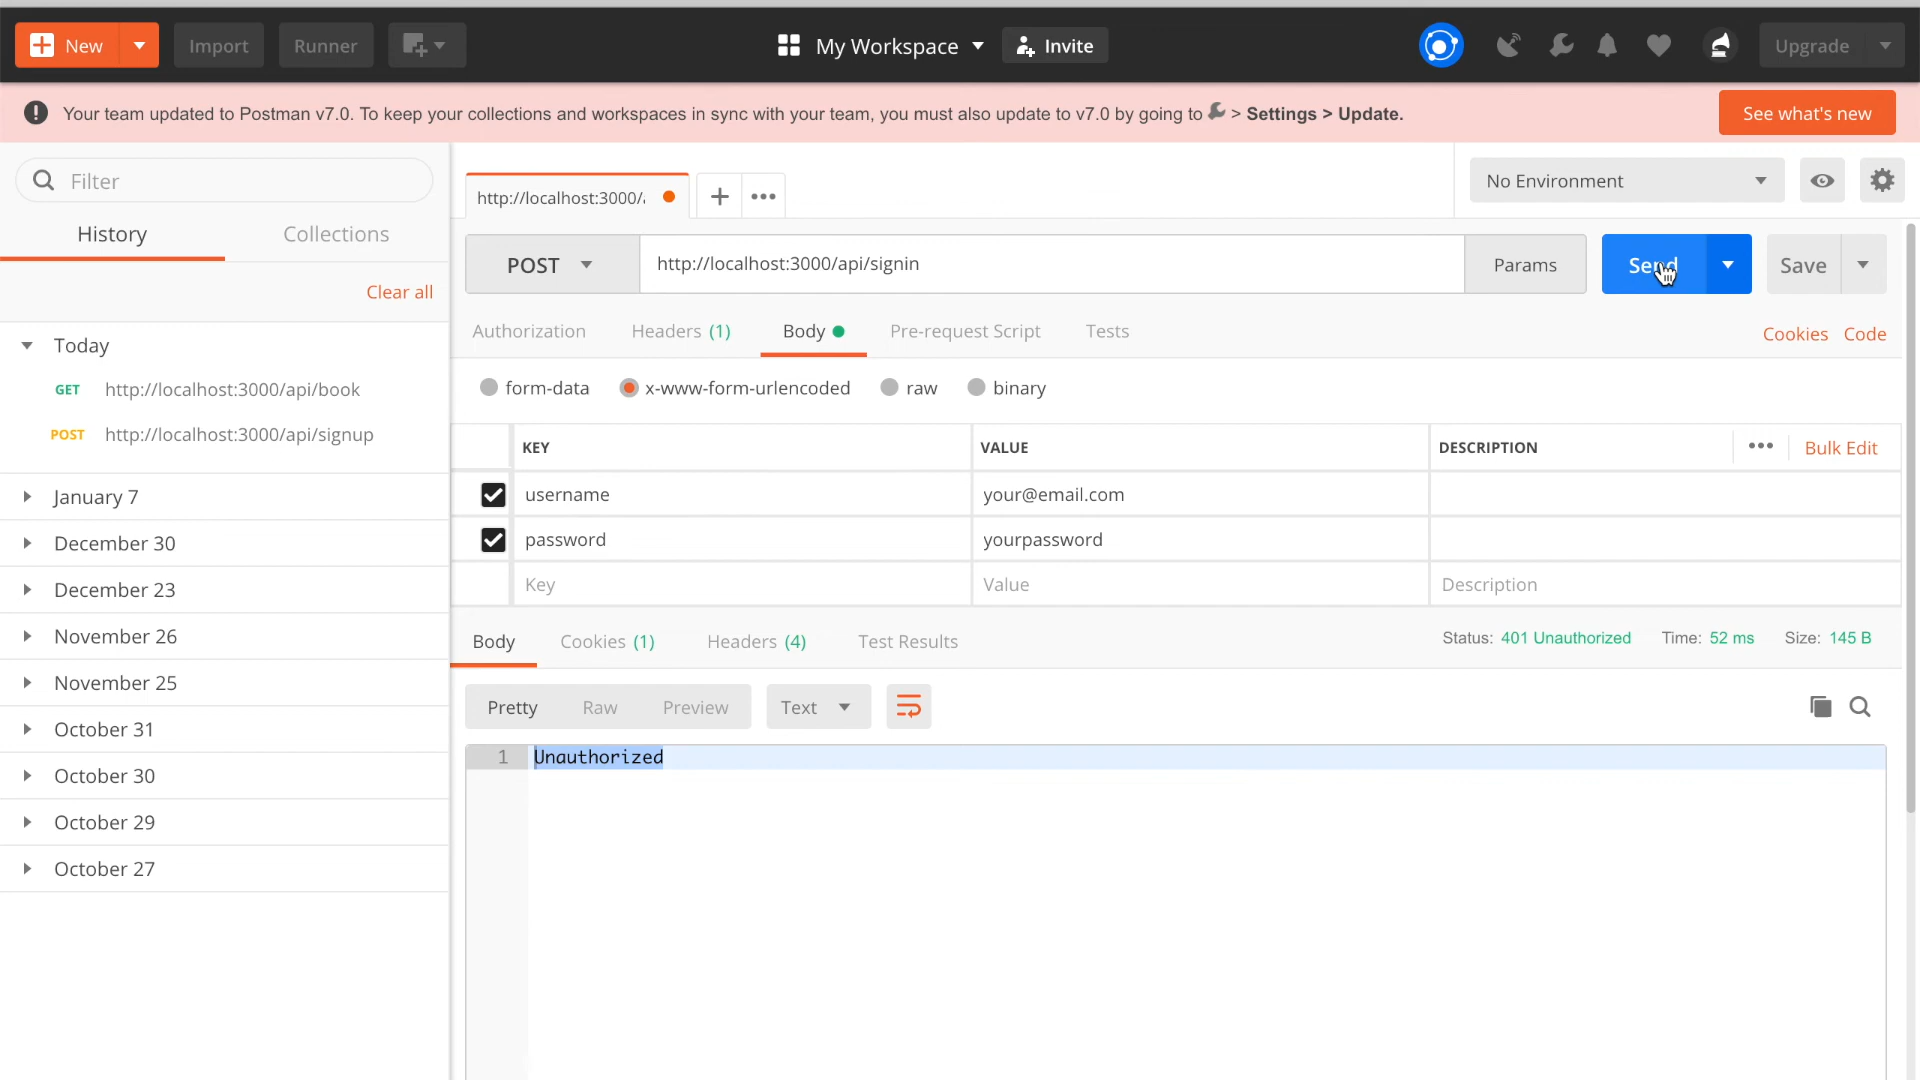 New
Import
Runner
My Workspace
Invite
Upgrade
Your team updated to Postman v7.0. To keep your collections and workspaces in sync with your team, you must also update to v7.0 by going to > Settings > Update.
See what's new
Filter
History
Collections
Clear all
Today
GET http://localhost:3000/api/book
POST http://localhost:3000/api/signup
January 7
December 30
December 23
November 26
November 25
October 31
October 30
October 29
October 27
http://localhost:3000/
No Environment
POST
http://localhost:3000/api/signin
Params
Send
Save
Authorization
Headers (1)
Body
Pre-request Script
Tests
Cookies
Code
form-data
x-www-form-urlencoded
raw
binary
KEY
VALUE
DESCRIPTION
Bulk Edit
username
your@email.com
password
yourpassword
Key
Value
Description
Body
Cookies (1)
Headers (4)
Test Results
Status: 401 Unauthorized
Time: 52 ms
Size: 145 B
Pretty
Raw
Preview
Text
1 Unauthorized